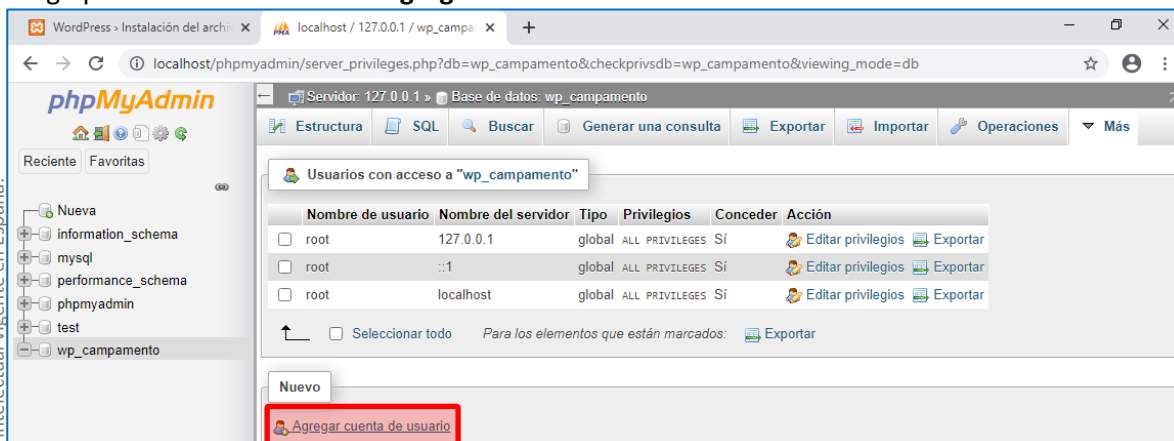 WordPress › Instalación del archi
localhost / 127.0.0.1 / wp_campa
localhost/phpmyadmin/server_privileges.php?db=wp_campamento&checkprivsdb=wp_campamento&viewing_mode=db
phpMyAdmin
Reciente Favoritas
Nueva
information_schema
mysql
performance_schema
phpmyadmin
test
wp_campamento
Servidor: 127.0.0.1 » Base de datos: wp_campamento
Estructura SQL Buscar Generar una consulta Exportar Importar Operaciones Más
Usuarios con acceso a "wp_campamento"
Nombre de usuario Nombre del servidor Tipo Privilegios Conceder Acción
root 127.0.0.1 global ALL PRIVILEGES Sí Editar privilegios Exportar
root ::1 global ALL PRIVILEGES Sí Editar privilegios Exportar
root localhost global ALL PRIVILEGES Sí Editar privilegios Exportar
Seleccionar todo Para los elementos que están marcados: Exportar
Nuevo
Agregar cuenta de usuario
Intelectual vigente en España.